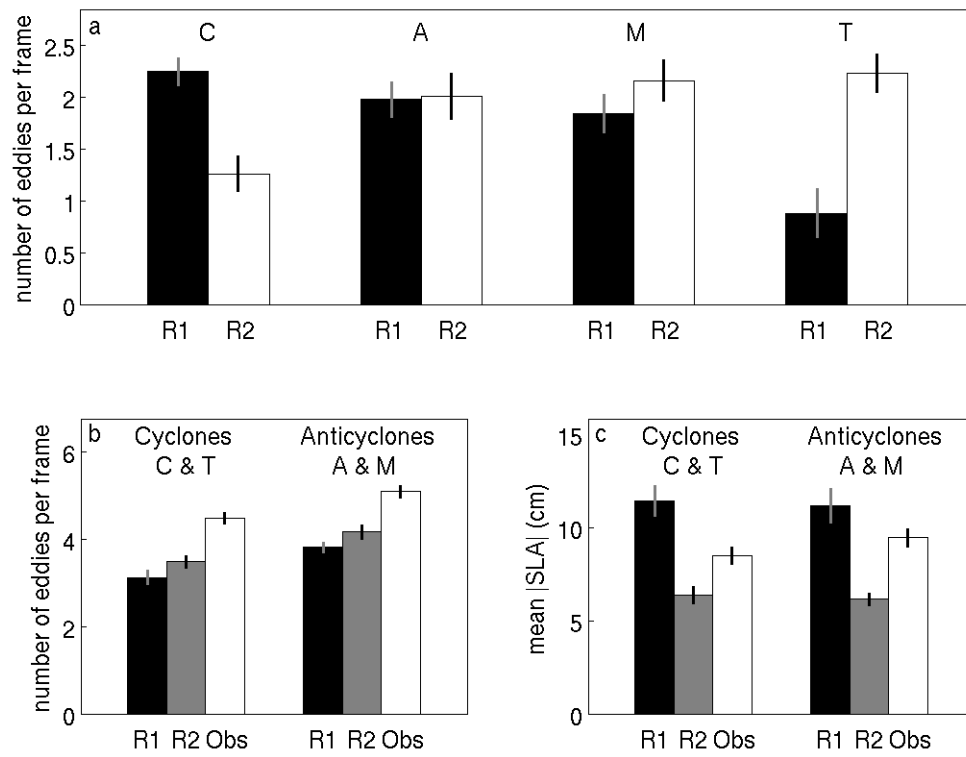 a
C
A
M
T
number of eddies per frame
2.5
2
1.5
1
0.5
0
R1
R2
R1
R2
R1
R2
R1
R2
b
Cyclones
C & T
Anticyclones
A & M
number of eddies per frame
6
4
2
0
R1 R2 Obs
R1 R2 Obs
c
Cyclones
C & T
Anticyclones
A & M
mean |SLA| (cm)
15
10
5
0
R1 R2 Obs
R1 R2 Obs